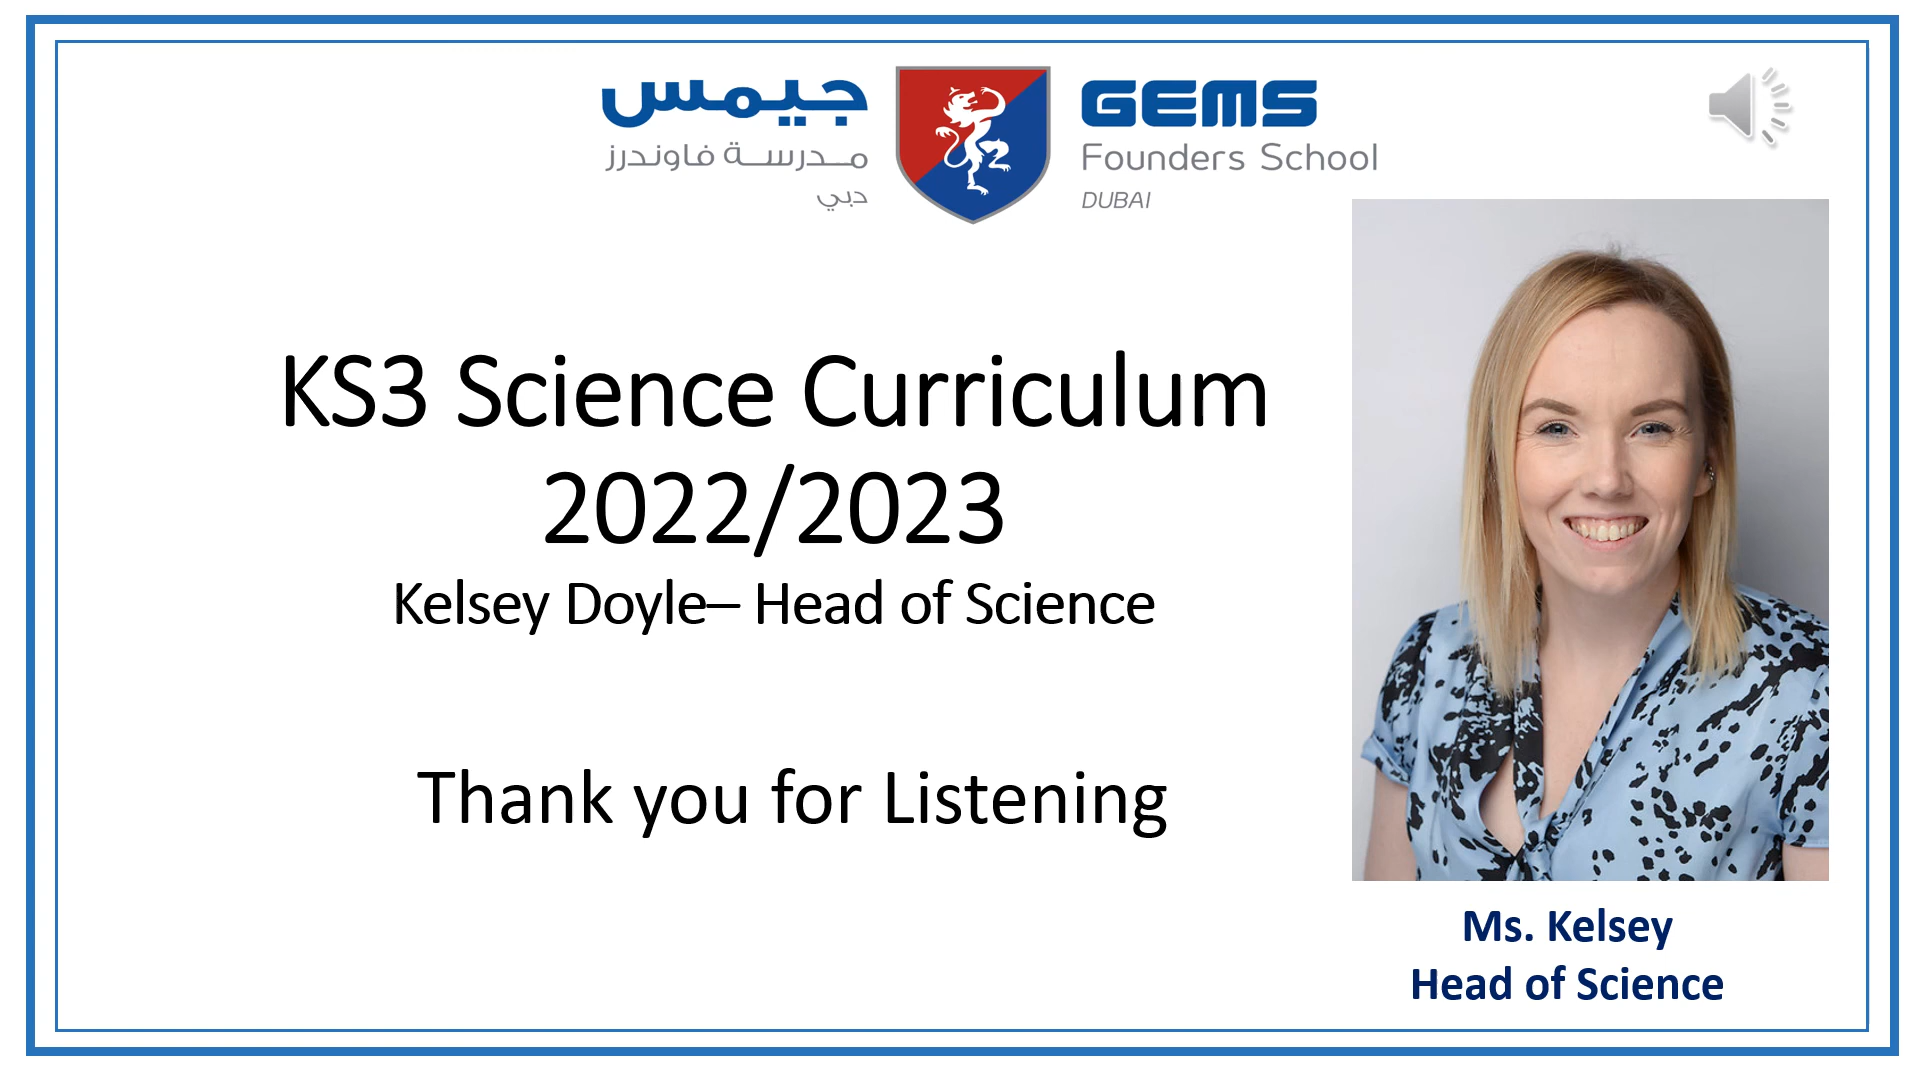 جيمس
مدرسة فاوندرز
دبي
GEMS
Founders School
DUBAI
KS3 Science Curriculum
2022/2023
Kelsey Doyle– Head of Science
Thank you for Listening
Ms. Kelsey
Head of Science